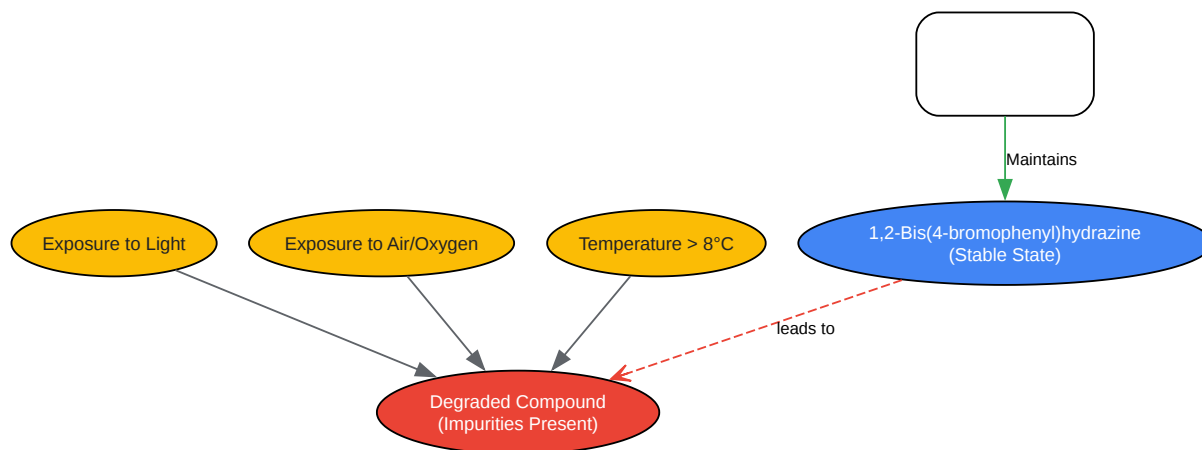 Maintains
Exposure to Light
Exposure to Air/Oxygen
Temperature > 8°C
1,2-Bis(4-bromophenyl)hydrazine
(Stable State)
leads to
Degraded Compound
(Impurities Present)